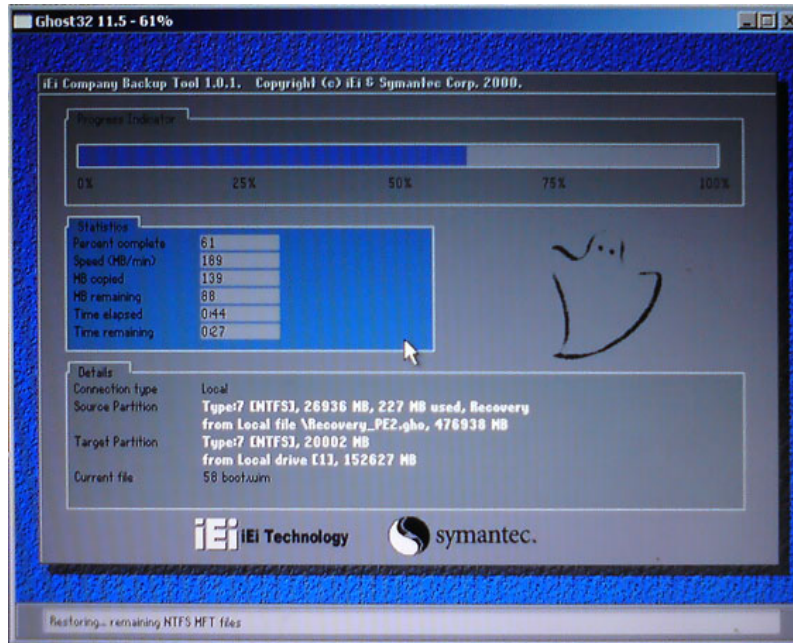 Ghost32 11.5 - 61%
iEi Company Backup Tool 1.0.1. Copyright (c) iEi & Symantec Corp. 2000.
Progress Indicator
0% 25% 50% 75% 100%
Statistics
Percent complete 61
Speed (MB/min) 189
MB copied 139
MB remaining 88
Time elapsed 0:44
Time remaining 0:27
Details
Connection type Local
Source Partition Type:7 [NTFS], 26936 MB, 227 MB used, Recovery
from Local file \Recovery_PE2.gho, 476938 MB
Target Partition Type:7 [NTFS], 20002 MB
from Local drive [1], 152627 MB
Current file 58 boot.wim
iEi iEi Technology symantec.
Restoring... remaining NTFS MFT files